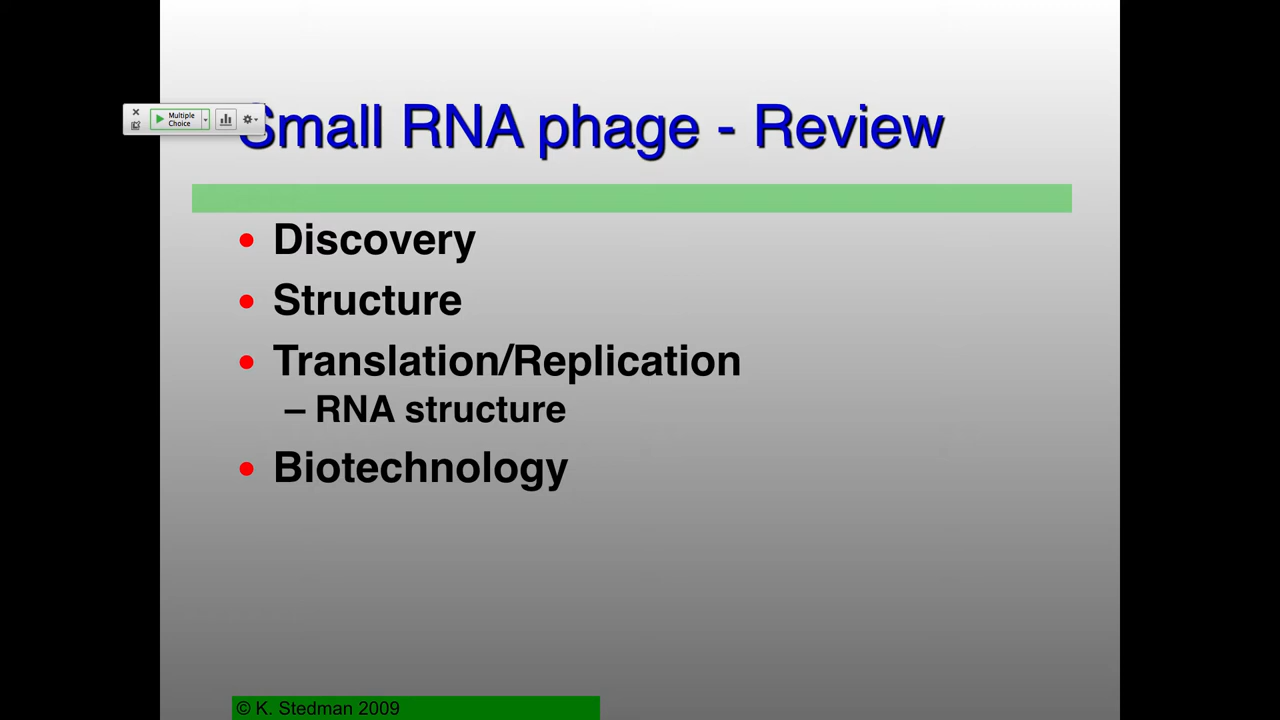 Multiple
Choice
Small RNA phage - Review
• Discovery
• Structure
• Translation/Replication
– RNA structure
• Biotechnology
© K. Stedman 2009